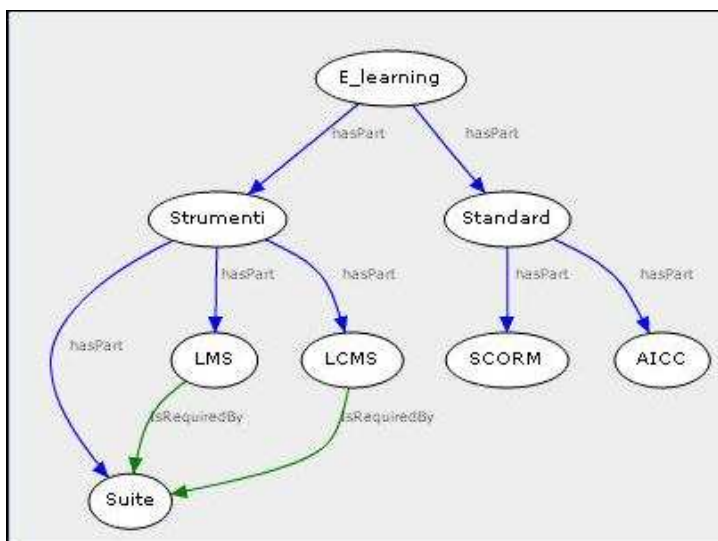 E_learning
hasPart
hasPart
Strumenti
Standard
hasPart
hasPart
hasPart
hasPart
hasPart
LMS
LCMS
SCORM
AICC
IsRequiredBy
IsRequiredBy
Suite